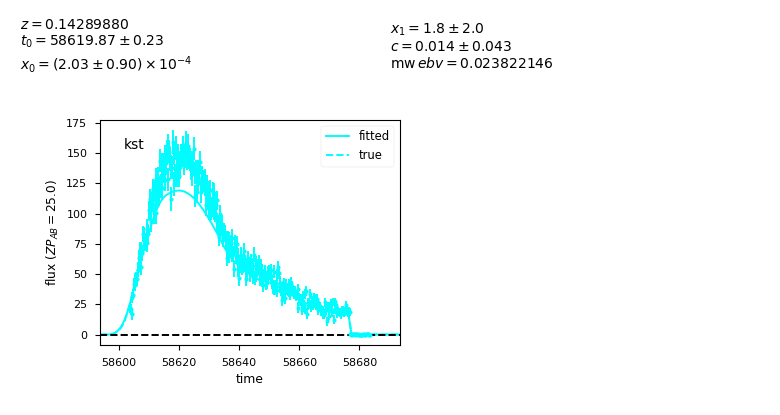 z = 0.14289880
t₀ = 58619.87 ± 0.23
x₀ = (2.03 ± 0.90) × 10⁻⁴
x₁ = 1.8 ± 2.0
c = 0.014 ± 0.043
mw ebv = 0.023822146
kst
fitted
true
175
150
125
100
75
50
25
0
flux (ZP_AB = 25.0)
58600 58620 58640 58660 58680
time